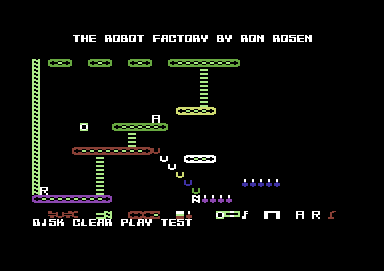 THE ROBOT FACTORY BY RON ROSEN
A
R
N
A R
DISK CLEAR PLAY TEST